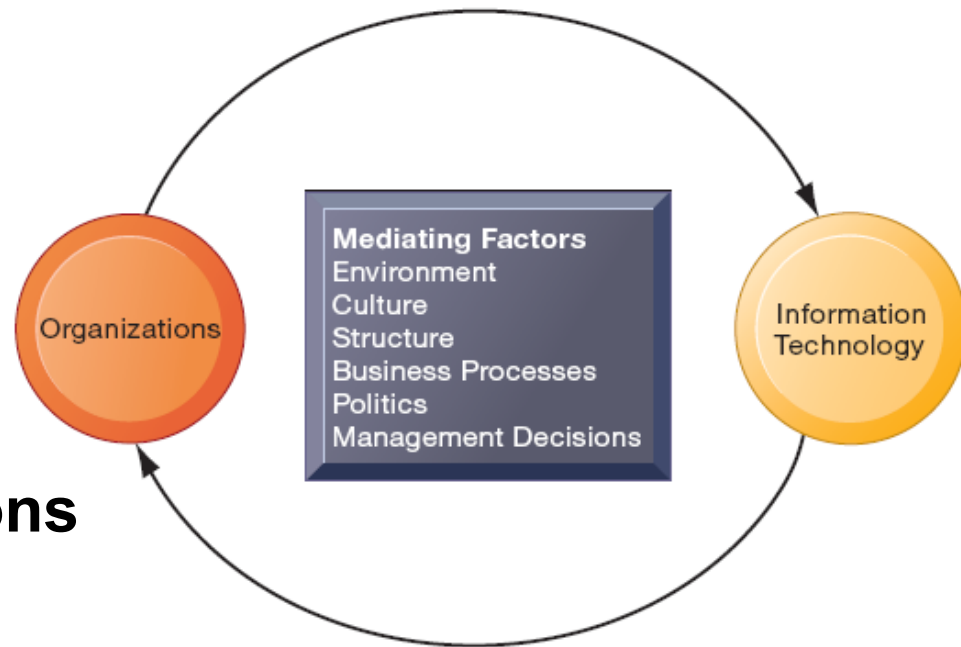 Mediating Factors
Environment
Culture
Structure
Business Processes
Politics
Management Decisions
Organizations
Information
Technology
ons